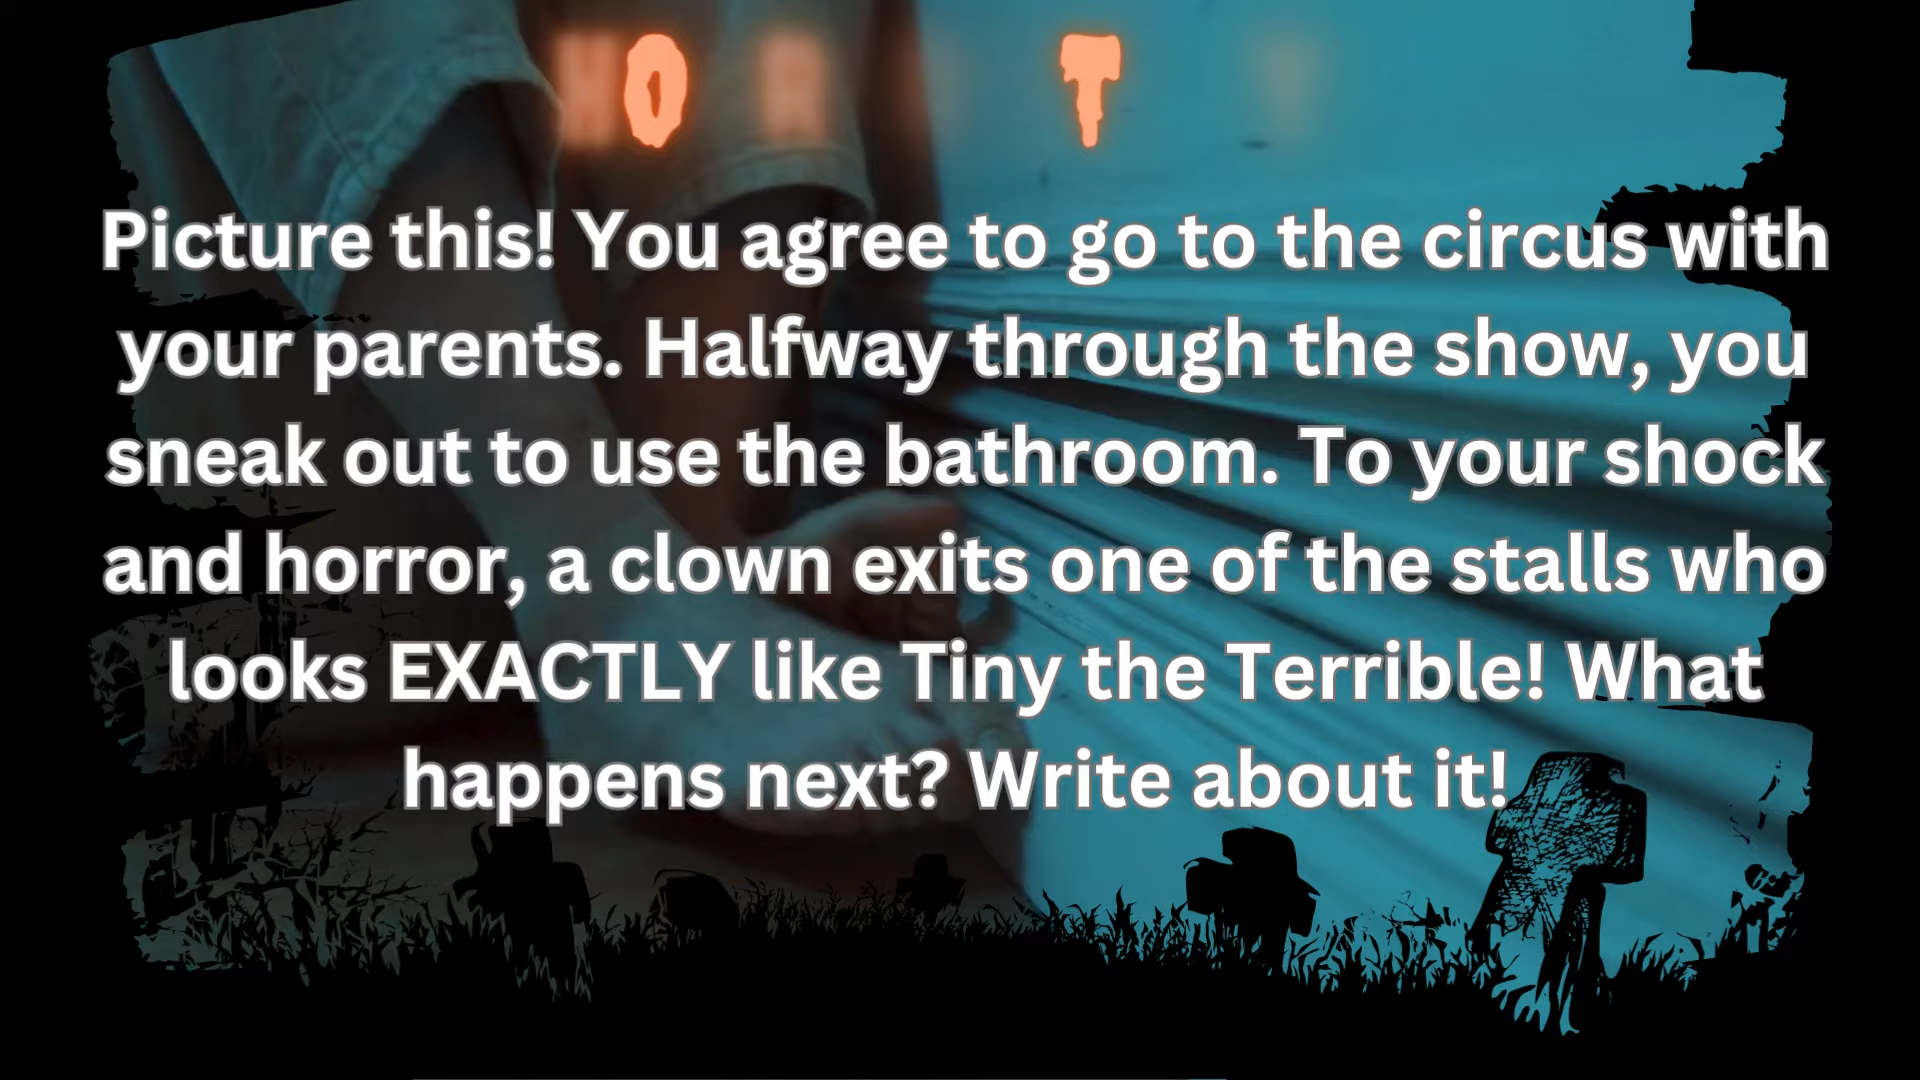 Picture this! You agree to go to the circus with
your parents. Halfway through the show, you
sneak out to use the bathroom. To your shock
and horror, a clown exits one of the stalls who
looks EXACTLY like Tiny the Terrible! What
happens next? Write about it!